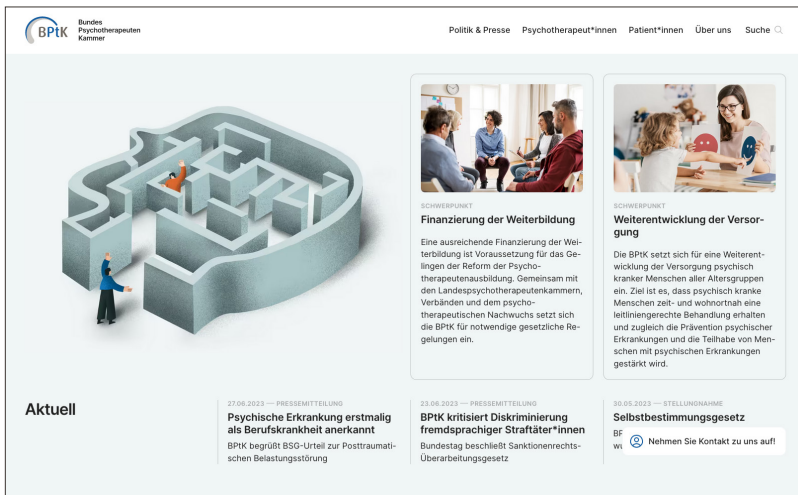 BPtK
Bundes
Psychotherapeuten
Kammer
Politik & Presse Psychotherapeut*innen Patient*innen Über uns Suche
SCHWERPUNKT
Finanzierung der Weiterbildung
Eine ausreichende Finanzierung der Wei-
terbildung ist Voraussetzung für das Ge-
lingen der Reform der Psycho-
therapeutenausbildung. Gemeinsam mit
den Landespsychotherapeutenkammern,
Verbänden und dem psycho-
therapeutischen Nachwuchs setzt sich
die BPtK für notwendige gesetzliche Re-
gelungen ein.
SCHWERPUNKT
Weiterentwicklung der Versor-
gung
Die BPtK setzt sich für eine Weiterent-
wicklung der Versorgung psychisch
kranker Menschen aller Altersgruppen
ein. Ziel ist es, dass psychisch kranke
Menschen zeit- und wohnortnah eine
leitliniengerechte Behandlung erhalten
und zugleich die Prävention psychischer
Erkrankungen und die Teilhabe von Men-
schen mit psychischen Erkrankungen
gestärkt wird.
Aktuell
27.06.2023 — PRESSEMITTEILUNG
Psychische Erkrankung erstmalig
als Berufskrankheit anerkannt
BPtK begrüßt BSG-Urteil zur Posttraumati-
schen Belastungsstörung
23.06.2023 — PRESSEMITTEILUNG
BPtK kritisiert Diskriminierung
fremdsprachiger Straftäter*innen
Bundestag beschließt Sanktionenrechts-
Überarbeitungsgesetz
30.05.2023 — STELLUNGNAHME
Selbstbestimmungsgesetz
Nehmen Sie Kontakt zu uns auf!